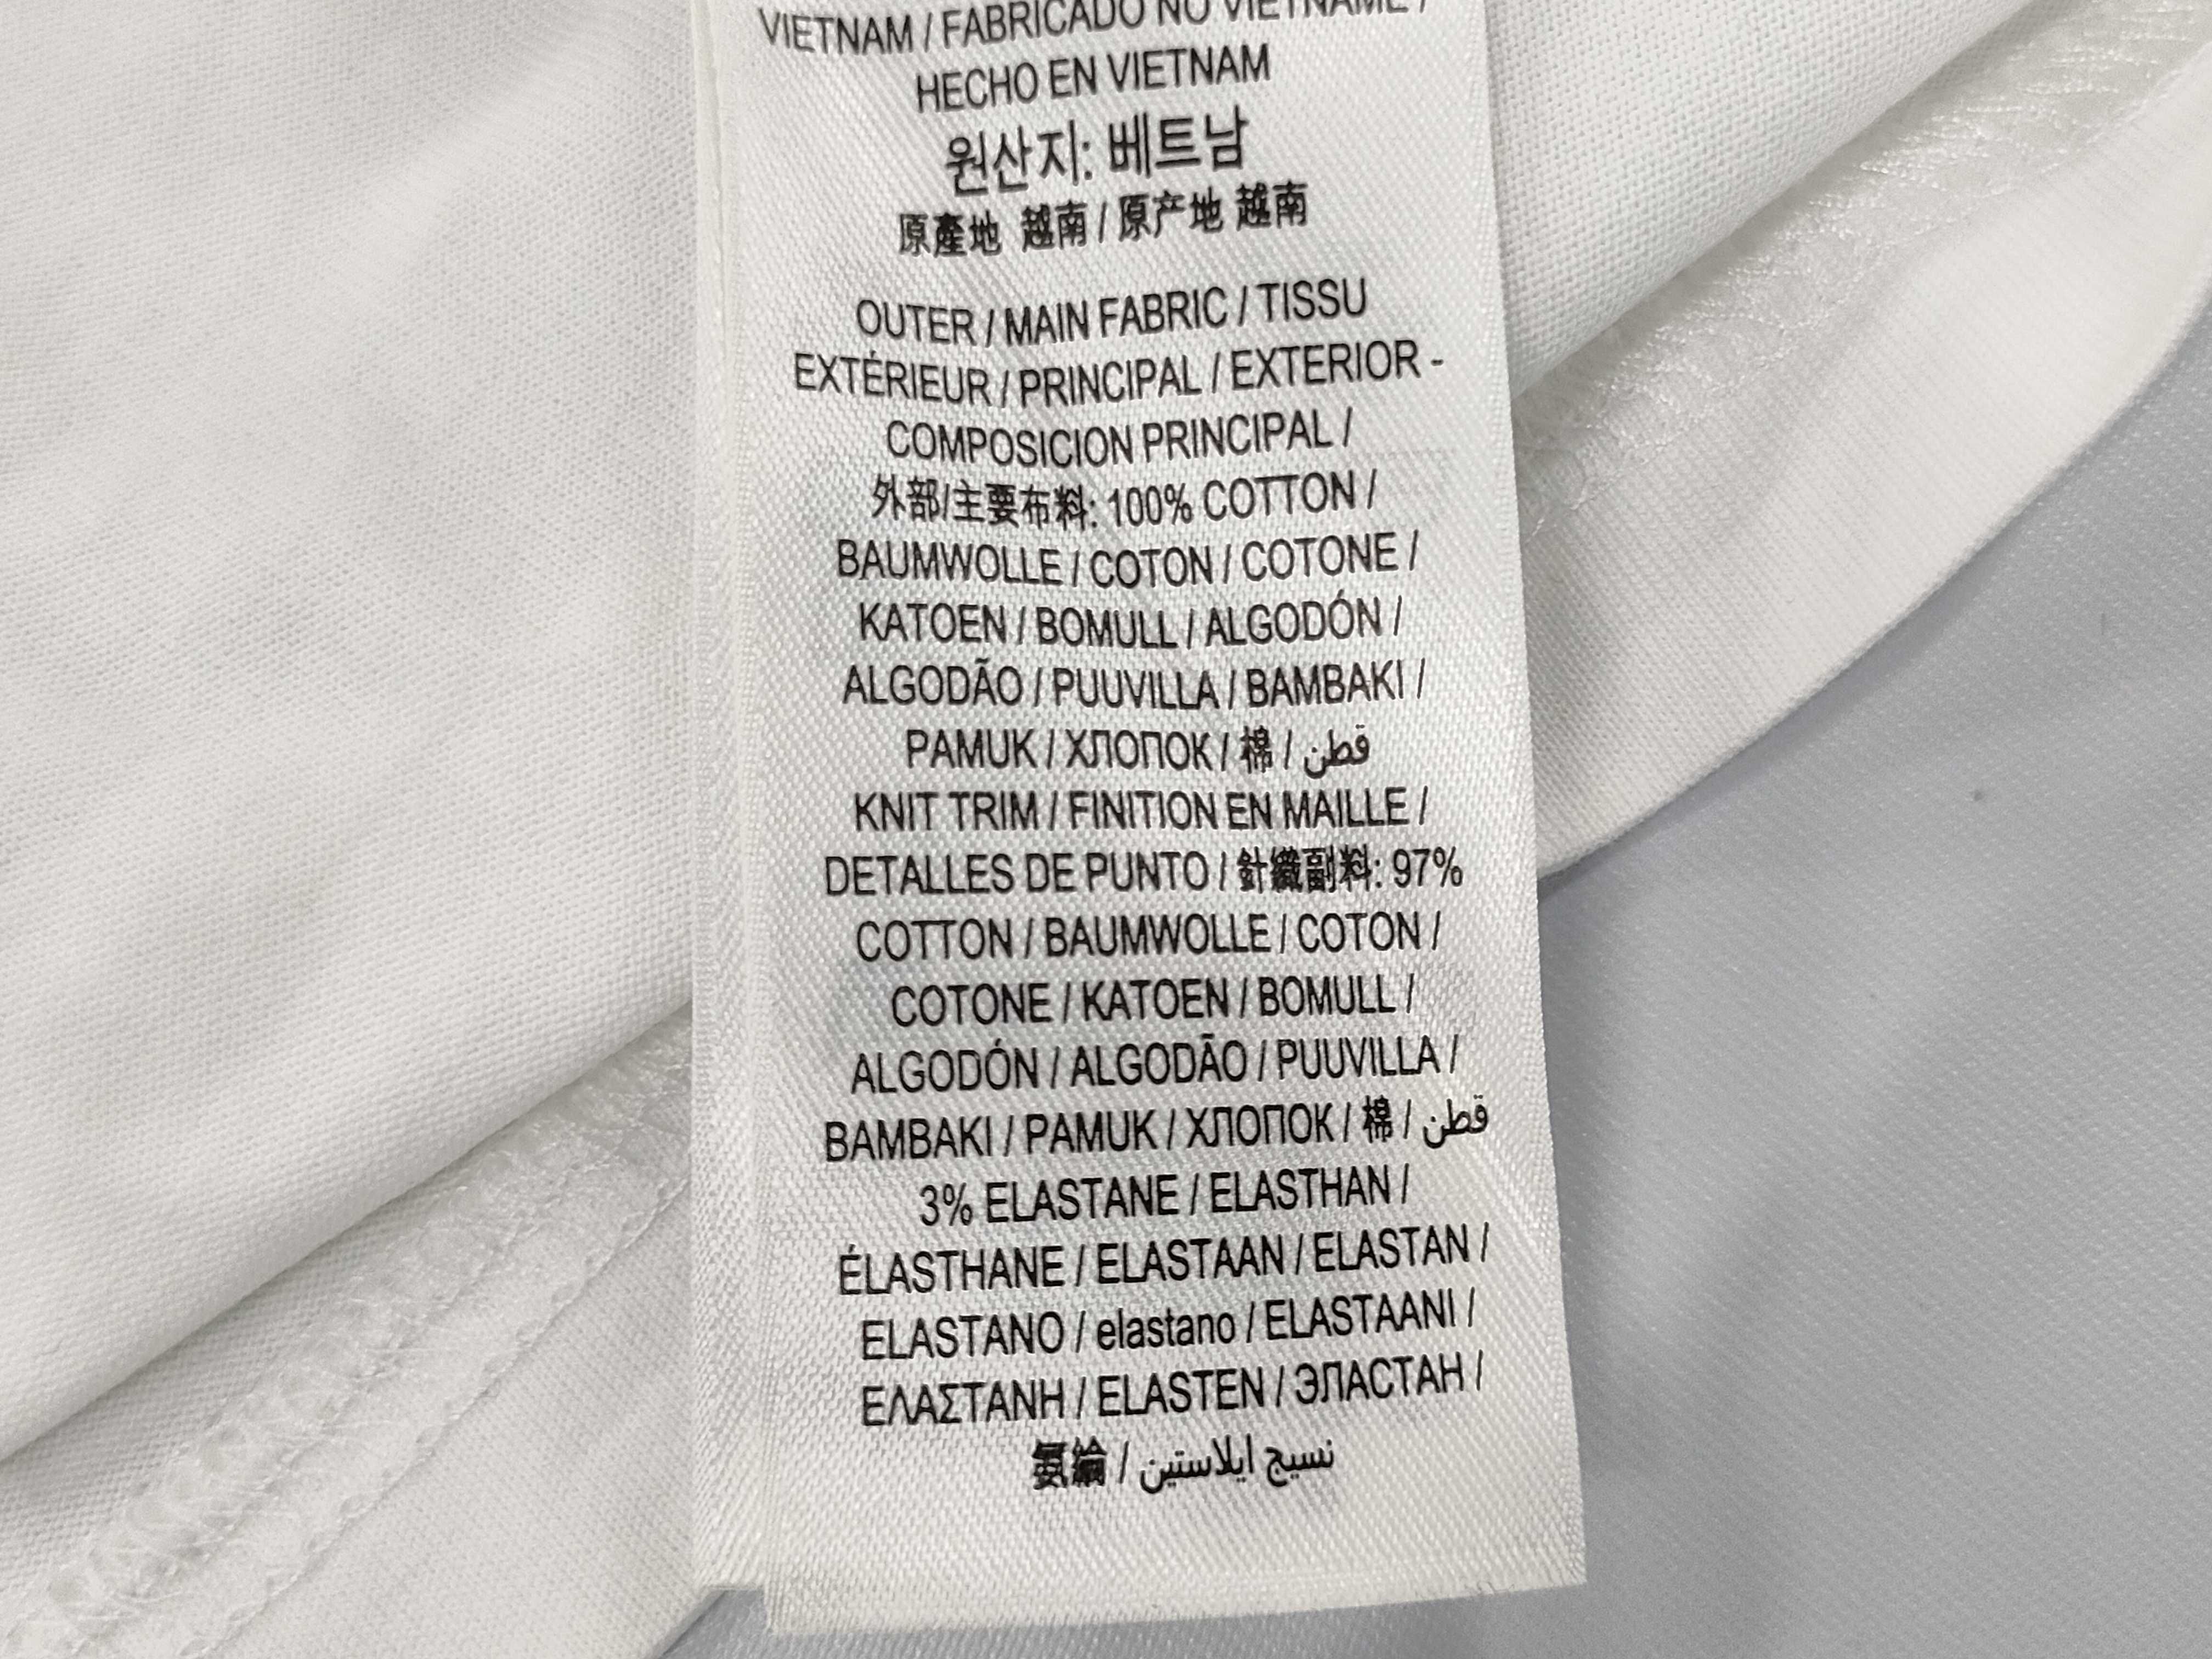 VIETNAM / FABRICADO NO VIETNAME /
HECHO EN VIETNAM
원산지: 베트남
原產地 越南 / 原产地 越南
OUTER / MAIN FABRIC / TISSU
EXTÉRIEUR / PRINCIPAL / EXTERIOR -
COMPOSICION PRINCIPAL /
外部/主要布料: 100% COTTON /
BAUMWOLLE / COTON / COTONE /
KATOEN / BOMULL / ALGODÓN /
ALGODÃO / PUUVILLA / BAMBAKI /
PAMUK / ХЛОПОК / 棉 / قطن
KNIT TRIM / FINITION EN MAILLE /
DETALLES DE PUNTO / 針織副料: 97%
COTTON / BAUMWOLLE / COTON /
COTONE / KATOEN / BOMULL /
ALGODÓN / ALGODÃO / PUUVILLA /
BAMBAKI / PAMUK / ХЛОПОК / 棉 / قطن
3% ELASTANE / ELASTHAN /
ÉLASTHANE / ELASTAAN / ELASTAN /
ELASTANO / elastano / ELASTAANI /
ΕΛΑΣΤΑΝΗ / ELASTEN / ЭЛАСТАН /
氨綸 / نسيج ايلاستين